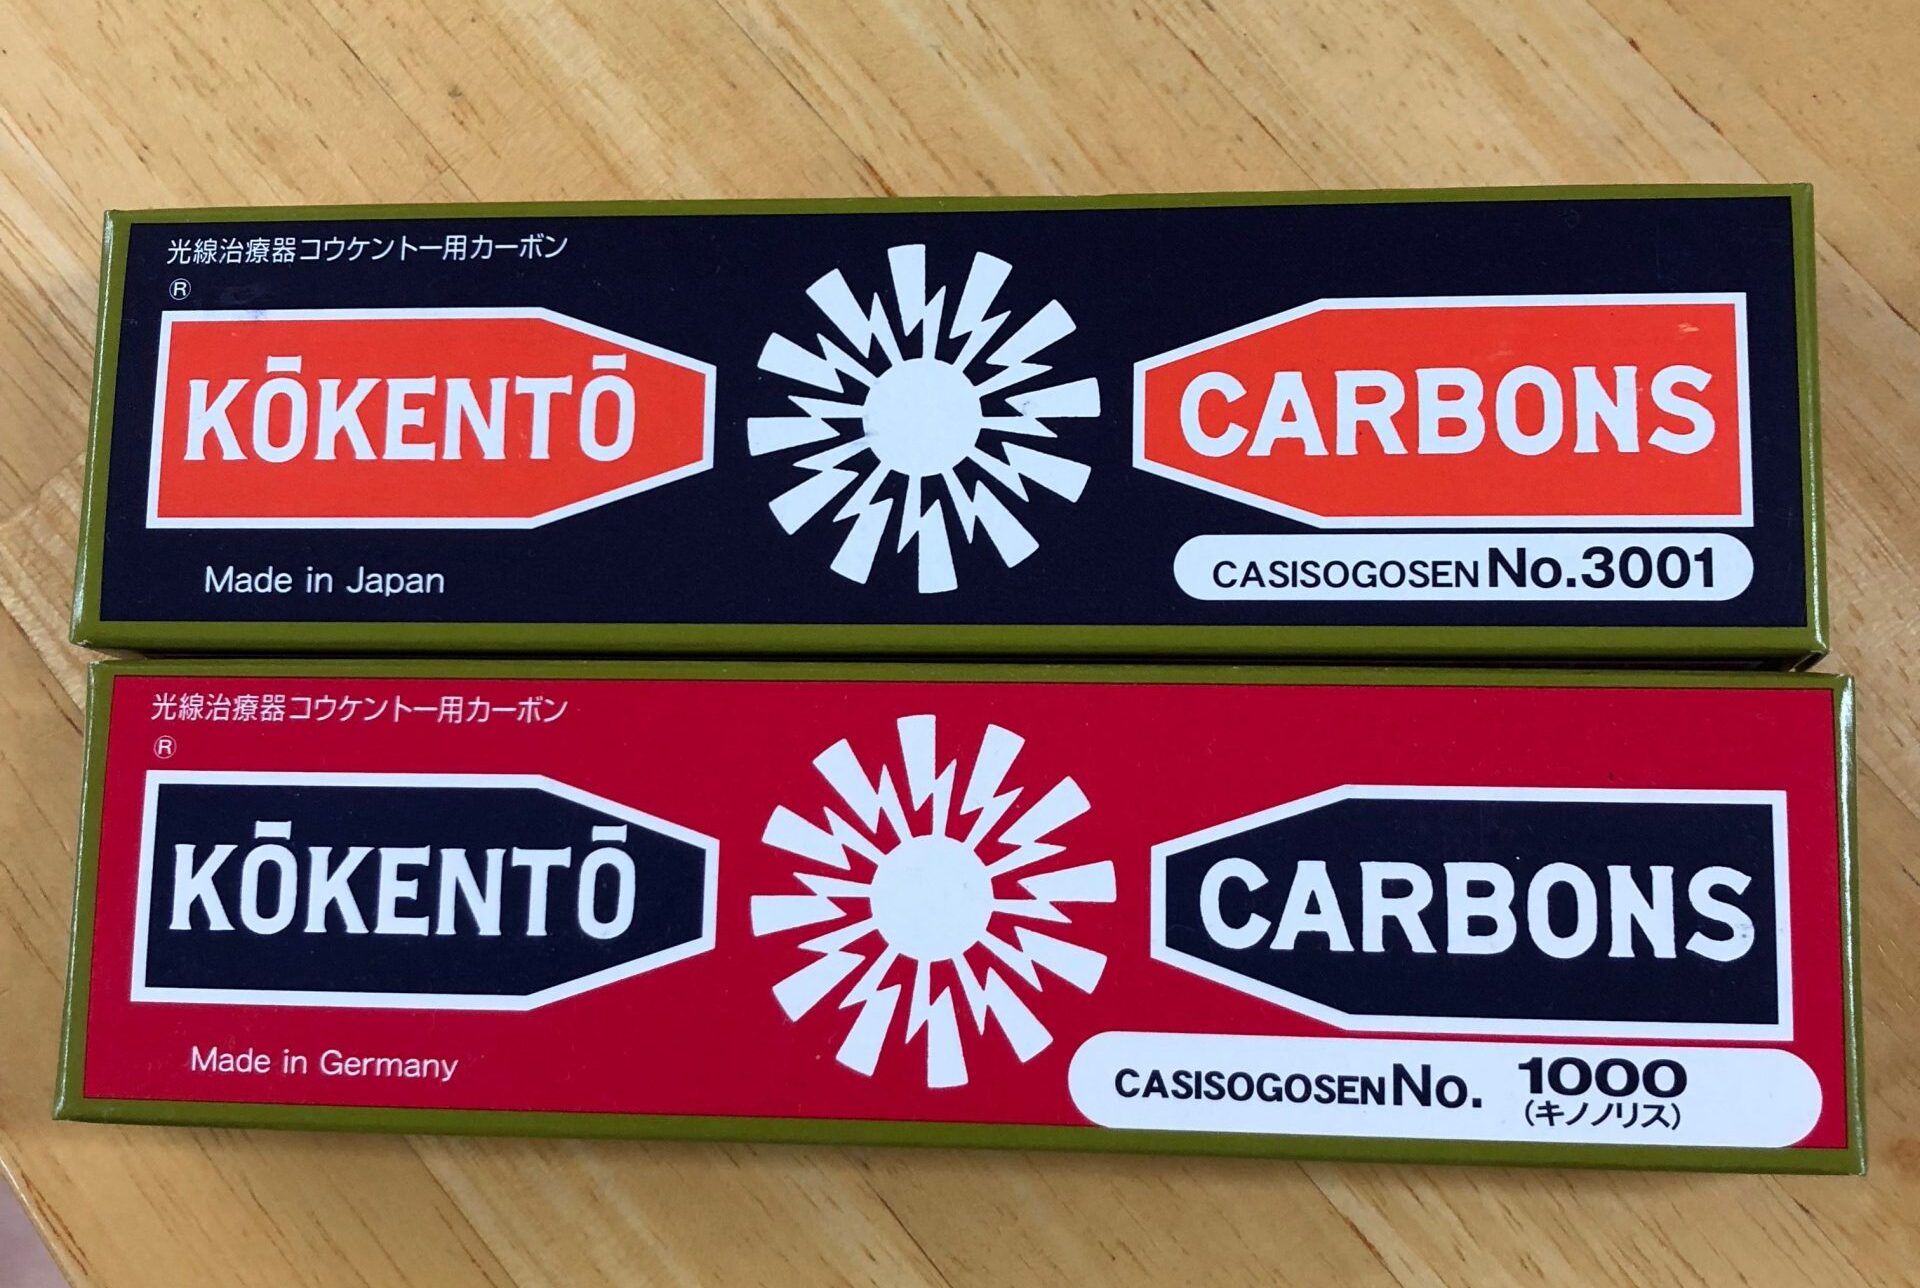 光線治療器コウケントー用カーボン
®
KŌKENTŌ
CARBONS
Made in Japan
CASISOGOSEN No.3001
光線治療器コウケントー用カーボン
®
KŌKENTŌ
CARBONS
Made in Germany
CASISOGOSEN No. 1000
(キノノリス)